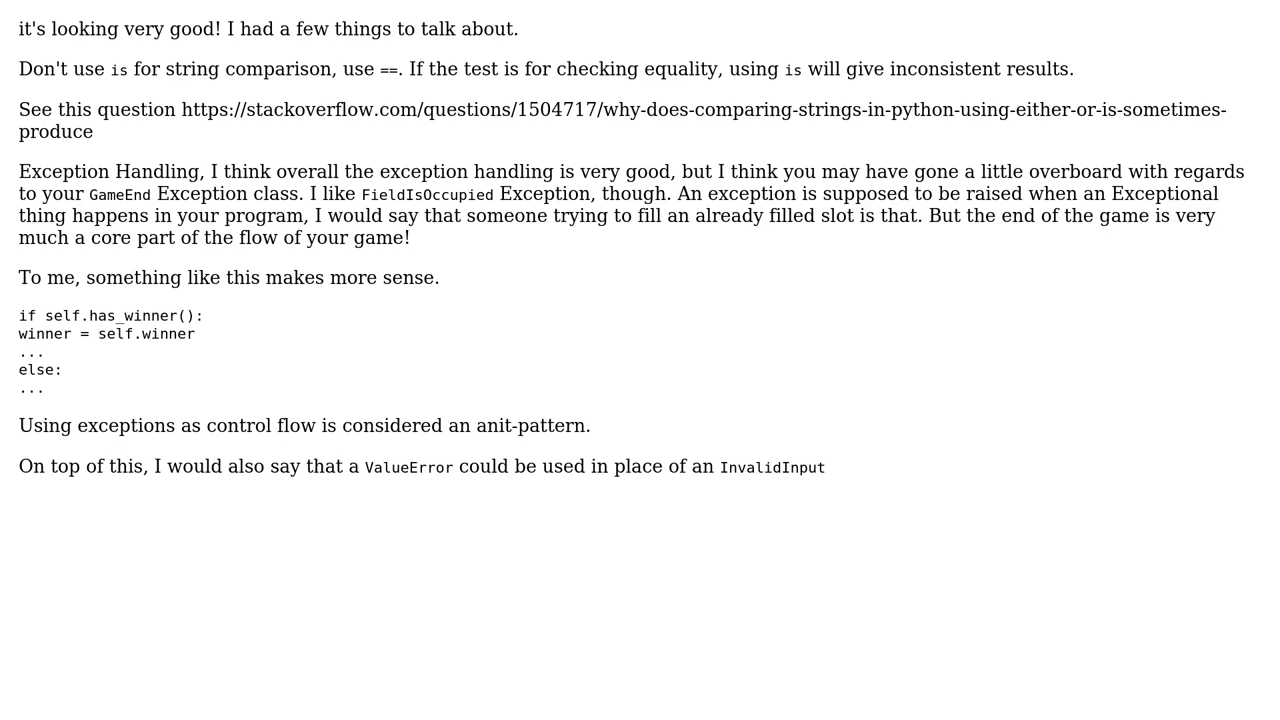 it's looking very good! I had a few things to talk about.
Don't use is for string comparison, use ==. If the test is for checking equality, using is will give inconsistent results.
See this question https://stackoverflow.com/questions/1504717/why-does-comparing-strings-in-python-using-either-or-is-sometimes-
produce
Exception Handling, I think overall the exception handling is very good, but I think you may have gone a little overboard with regards
to your GameEnd Exception class. I like FieldIsOccupied Exception, though. An exception is supposed to be raised when an Exceptional
thing happens in your program, I would say that someone trying to fill an already filled slot is that. But the end of the game is very
much a core part of the flow of your game!
To me, something like this makes more sense.
if self.has_winner():
winner = self.winner
...
else:
...
Using exceptions as control flow is considered an anit-pattern.
On top of this, I would also say that a ValueError could be used in place of an InvalidInput